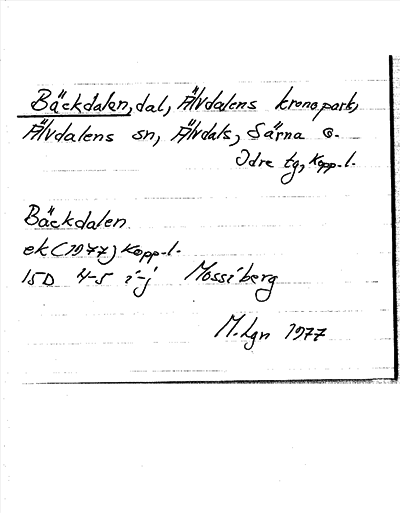 Bäckdalen, dal, Älvdalens kronopark,
Älvdalens sn, Älvdals, Särna o.
Idre tg, Kopp.l.
Bäckdalen
ek (1977) Kopp.l.
15D 4-5 i-j Mossiberg
M.Lgn 1977